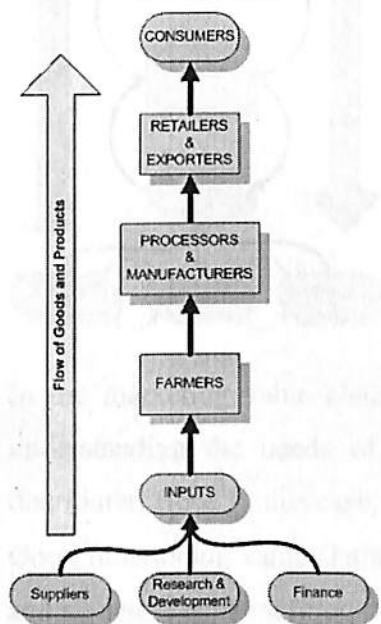 CONSUMERS
RETAILERS
&
EXPORTERS
PROCESSORS
&
MANUFACTURERS
Flow of Goods and Products
FARMERS
INPUTS
Suppliers
Research &
Development
Finance